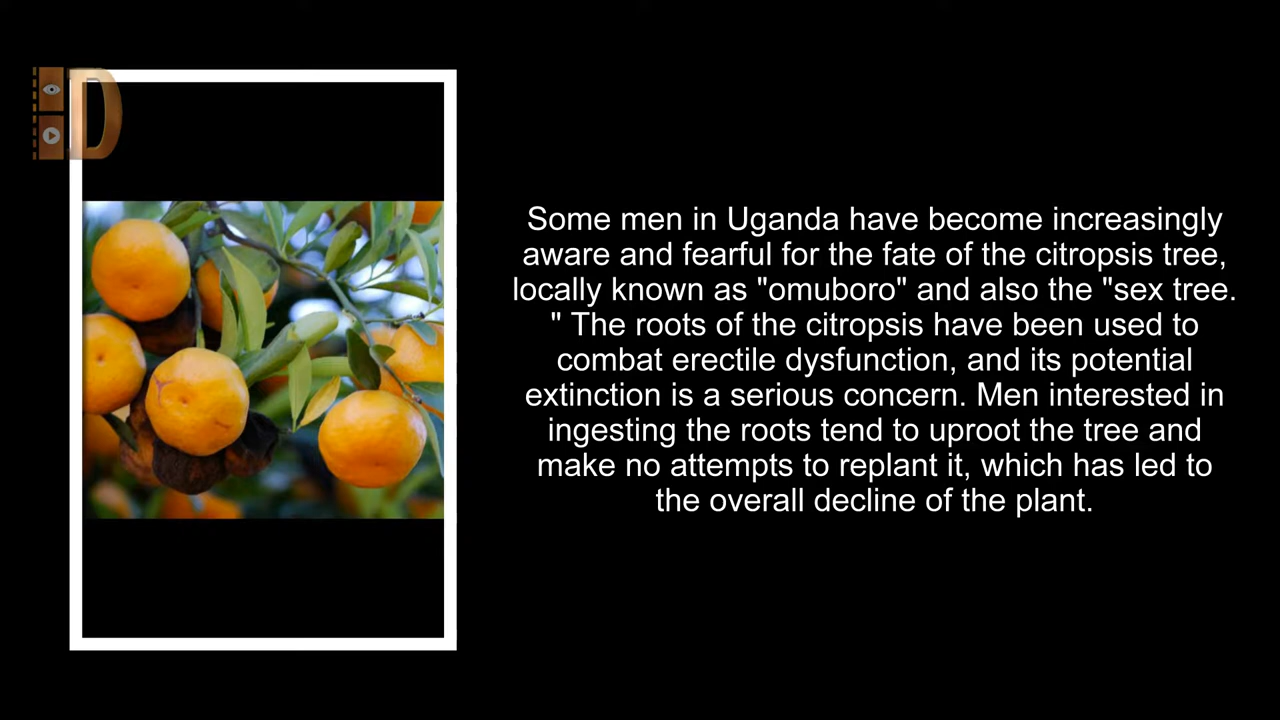 D
Some men in Uganda have become increasingly
aware and fearful for the fate of the citropsis tree,
locally known as "omuboro" and also the "sex tree.
" The roots of the citropsis have been used to
combat erectile dysfunction, and its potential
extinction is a serious concern. Men interested in
ingesting the roots tend to uproot the tree and
make no attempts to replant it, which has led to
the overall decline of the plant.